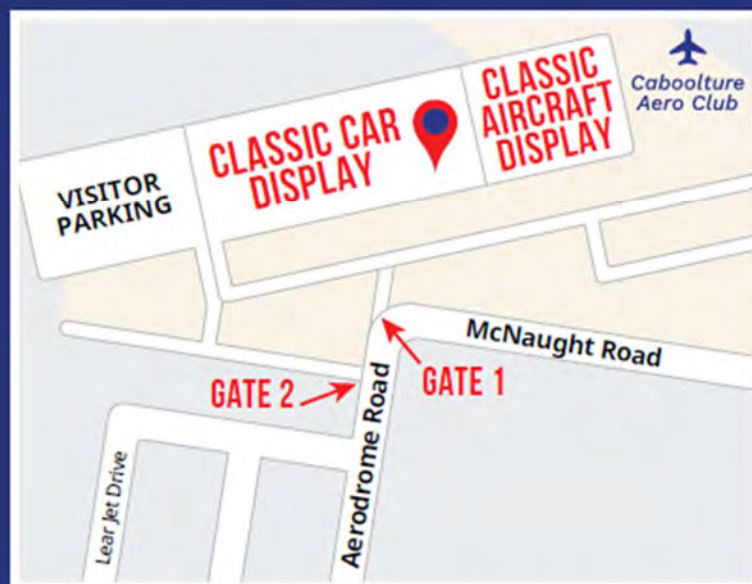 CLASSIC
AIRCRAFT
DISPLAY
Caboolture
Aero Club
CLASSIC CAR
DISPLAY
VISITOR
PARKING
McNaught Road
GATE 2
GATE 1
Aerodrome Road
Lear Jet Drive